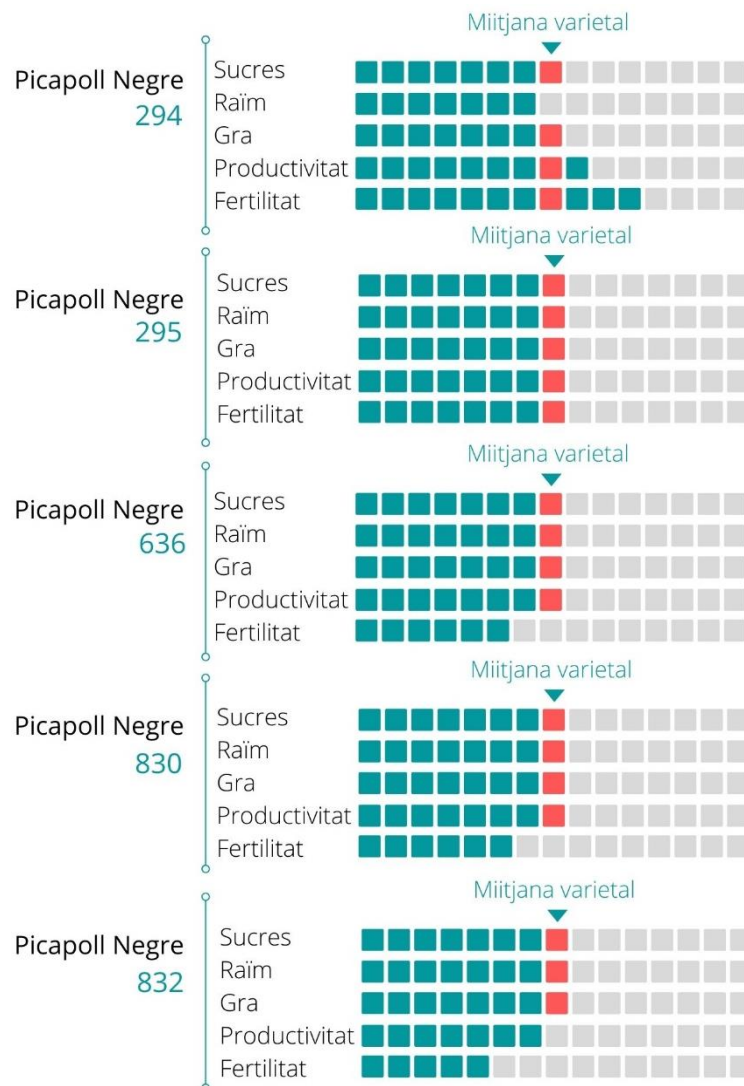 Miitjana varietal
Picapoll Negre
294
Sucres
Raïm
Gra
Productivitat
Fertilitat
Miitjana varietal
Picapoll Negre
295
Sucres
Raïm
Gra
Productivitat
Fertilitat
Miitjana varietal
Picapoll Negre
636
Sucres
Raïm
Gra
Productivitat
Fertilitat
Miitjana varietal
Picapoll Negre
830
Sucres
Raïm
Gra
Productivitat
Fertilitat
Miitjana varietal
Picapoll Negre
832
Sucres
Raïm
Gra
Productivitat
Fertilitat